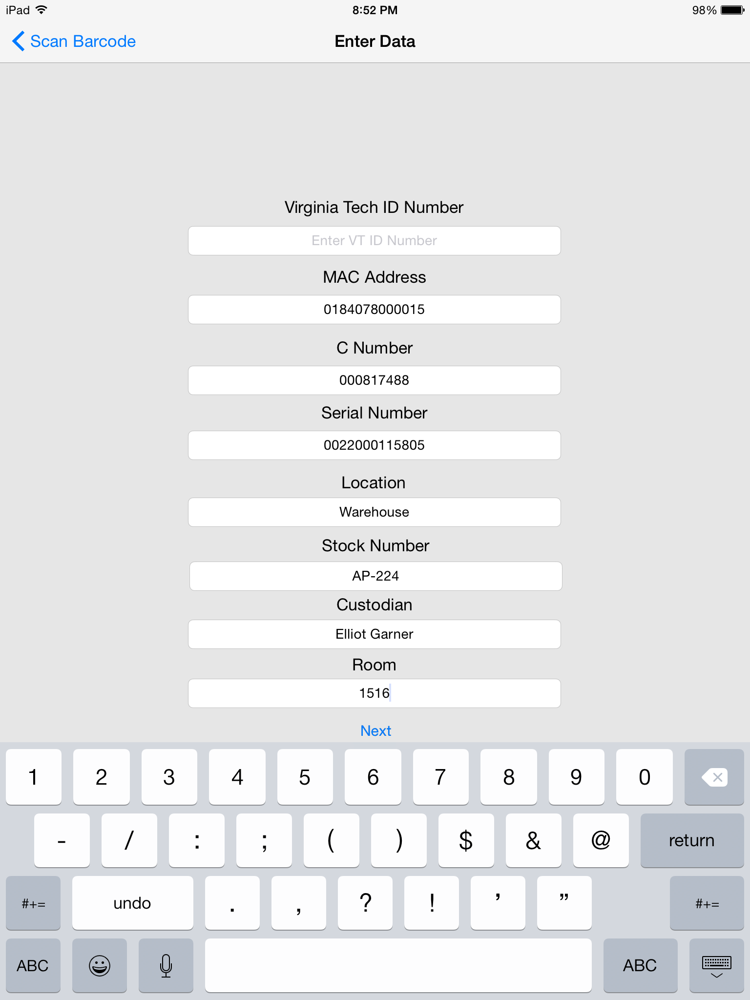 iPad 8:52 PM 98%
Scan Barcode Enter Data
Virginia Tech ID Number
Enter VT ID Number
MAC Address
0184078000015
C Number
000817488
Serial Number
0022000115805
Location
Warehouse
Stock Number
AP-224
Custodian
Elliot Garner
Room
1516
Next
1 2 3 4 5 6 7 8 9 0
- / : ; ( ) $ & @ return
#+= undo . , ? ! ’ ” #+=
ABC ABC